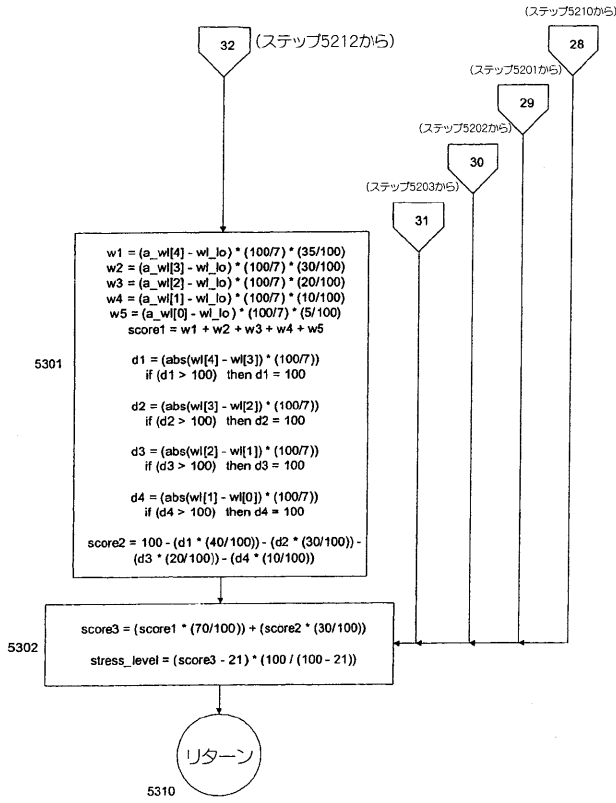 (ステップ5210から)
28
32
(ステップ5212から)
(ステップ5201から)
29
(ステップ5202から)
30
(ステップ5203から)
31
5301
w1 = (a_wl[4] - wl_lo) * (100/7) * (35/100)
w2 = (a_wl[3] - wl_lo) * (100/7) * (30/100)
w3 = (a_wl[2] - wl_lo) * (100/7) * (20/100)
w4 = (a_wl[1] - wl_lo) * (100/7) * (10/100)
w5 = (a_wl[0] - wl_lo) * (100/7) * (5/100)
score1 = w1 + w2 + w3 + w4 + w5
d1 = (abs(wl[4] - wl[3]) * (100/7))
if (d1 > 100) then d1 = 100
d2 = (abs(wl[3] - wl[2]) * (100/7))
if (d2 > 100) then d2 = 100
d3 = (abs(wl[2] - wl[1]) * (100/7))
if (d3 > 100) then d3 = 100
d4 = (abs(wl[1] - wl[0]) * (100/7))
if (d4 > 100) then d4 = 100
score2 = 100 - (d1 * (40/100)) - (d2 * (30/100)) -
(d3 * (20/100)) - (d4 * (10/100))
5302
score3 = (score1 * (70/100)) + (score2 * (30/100))
stress_level = (score3 - 21) * (100 / (100 - 21))
リターン
5310